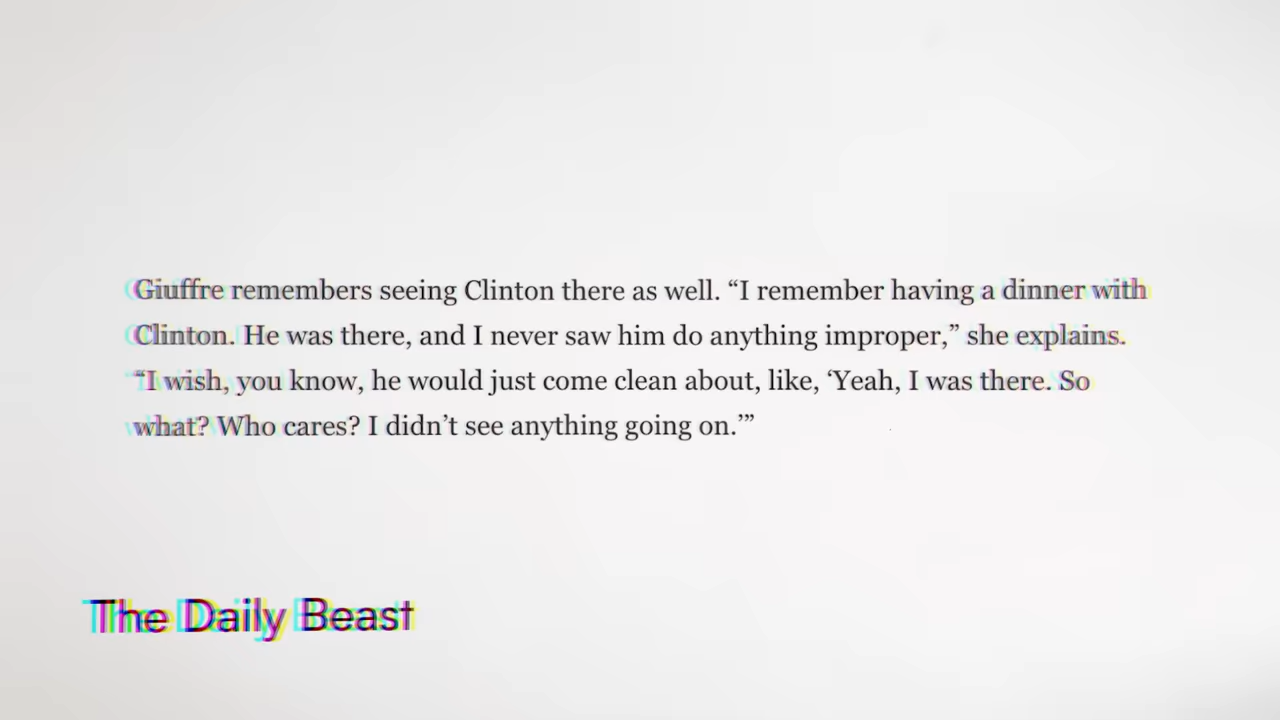 Giuffre remembers seeing Clinton there as well. “I remember having a dinner with
Clinton. He was there, and I never saw him do anything improper,” she explains.
“I wish, you know, he would just come clean about, like, ‘Yeah, I was there. So
what? Who cares? I didn’t see anything going on.’”
The Daily Beast